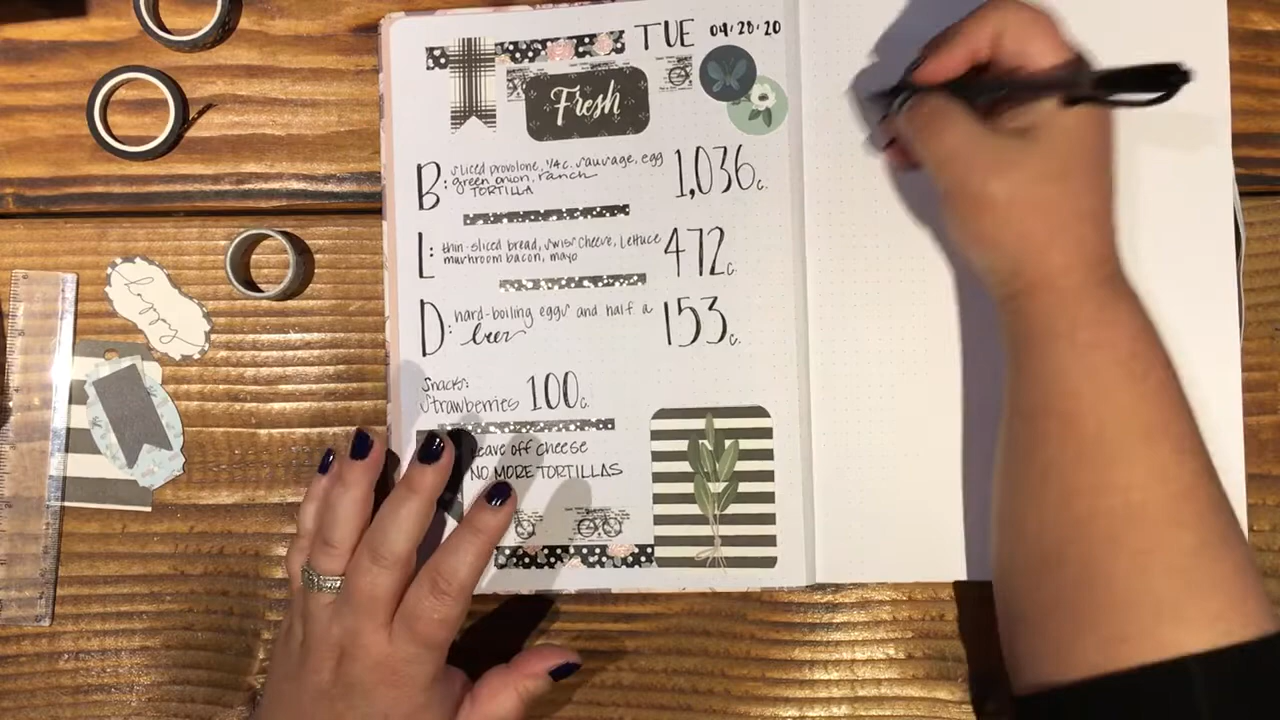 TUE 04.28.20
Fresh
B: sliced provolone, 1/4 c. sausage, egg 1,036c.
green onion, ranch
TORTILLA
L: thin-sliced bread, swiss cheese, lettuce 472c.
mushroom bacon, mayo
D: hard-boiling eggs and half a 153c.
beer
Snacks:
Strawberries 100c.
Leave off cheese
NO MORE TORTILLAS